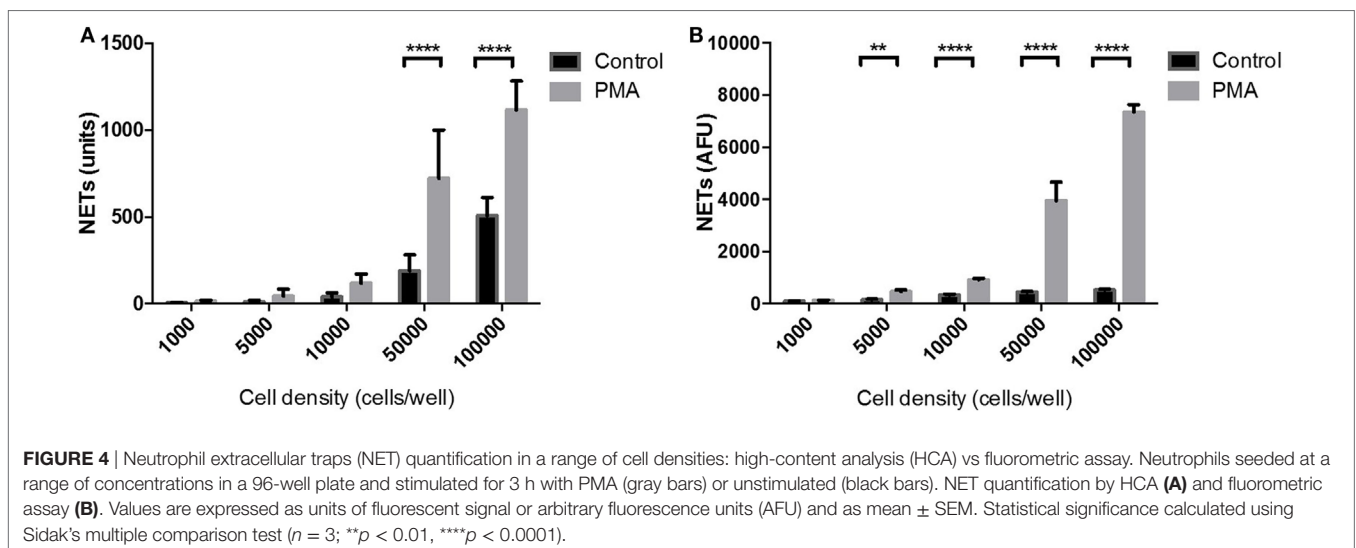 A
1500
1000
500
0
NETs (units)
**** ****
Control
PMA
1000 5000 10000 50000 100000
Cell density (cells/well)
B
10000
8000
6000
4000
2000
0
NETs (AFU)
** **** **** ****
Control
PMA
1000 5000 10000 50000 100000
Cell density (cells/well)
FIGURE 4 | Neutrophil extracellular traps (NET) quantification in a range of cell densities: high-content analysis (HCA) vs fluorometric assay. Neutrophils seeded at a
range of concentrations in a 96-well plate and stimulated for 3 h with PMA (gray bars) or unstimulated (black bars). NET quantification by HCA (A) and fluorometric
assay (B). Values are expressed as units of fluorescent signal or arbitrary fluorescence units (AFU) and as mean ± SEM. Statistical significance calculated using
Sidak's multiple comparison test (n = 3; **p < 0.01, ****p < 0.0001).